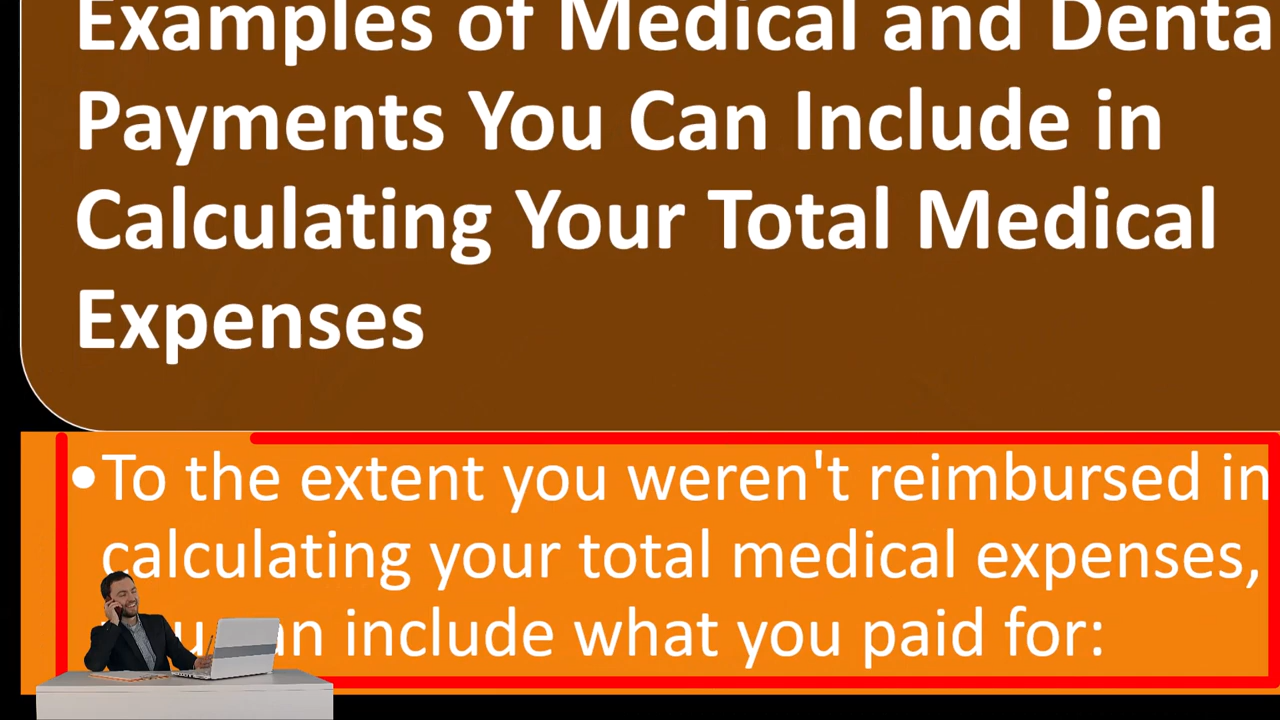 Examples of Medical and Denta
Payments You Can Include in
Calculating Your Total Medical
Expenses
•To the extent you weren't reimbursed in
calculating your total medical expenses,
include what you paid for: